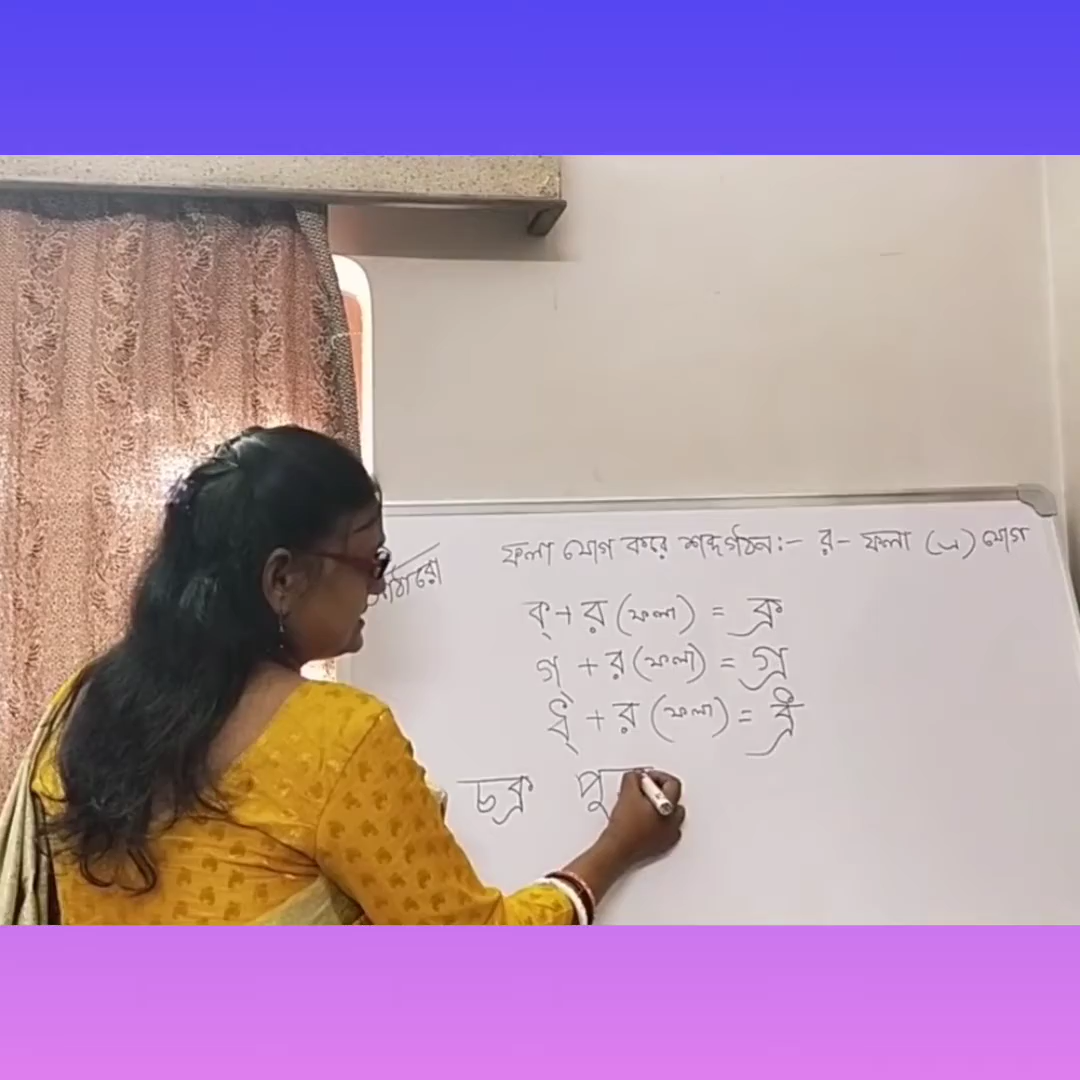 ফলা যোগ করে শব্দগঠন:- র- ফলা (্র) যোগ
ক্ + র (ফলা) = ক্র
গ্ + র (ফলা) = গ্র
ধ্ + র (ফলা) = ধ্র
চক্র পু